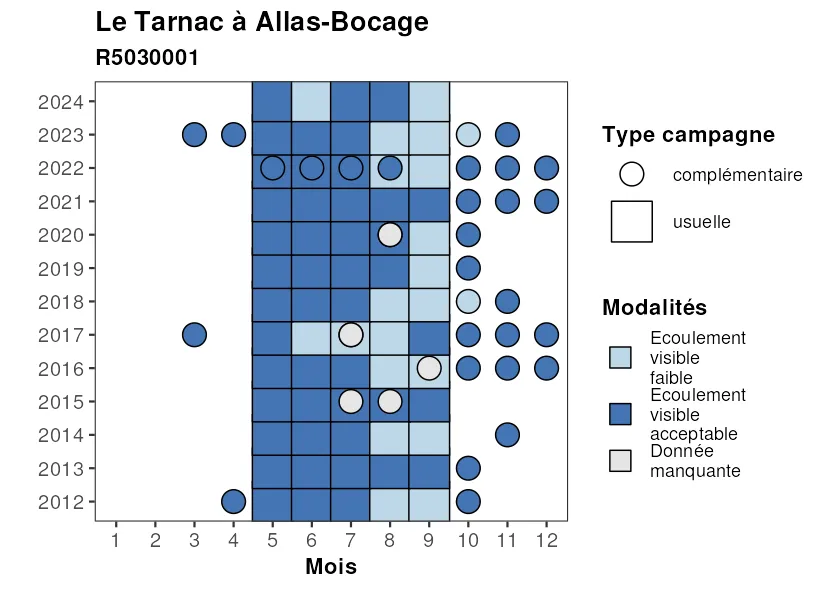 Le Tarnac à Allas-Bocage
R5030001
2024
2023
2022
2021
2020
2019
2018
2017
2016
2015
2014
2013
2012
1 2 3 4 5 6 7 8 9 10 11 12
Mois
Type campagne
complémentaire
usuelle
Modalités
Ecoulement
visible
faible
Ecoulement
visible
acceptable
Donnée
manquante